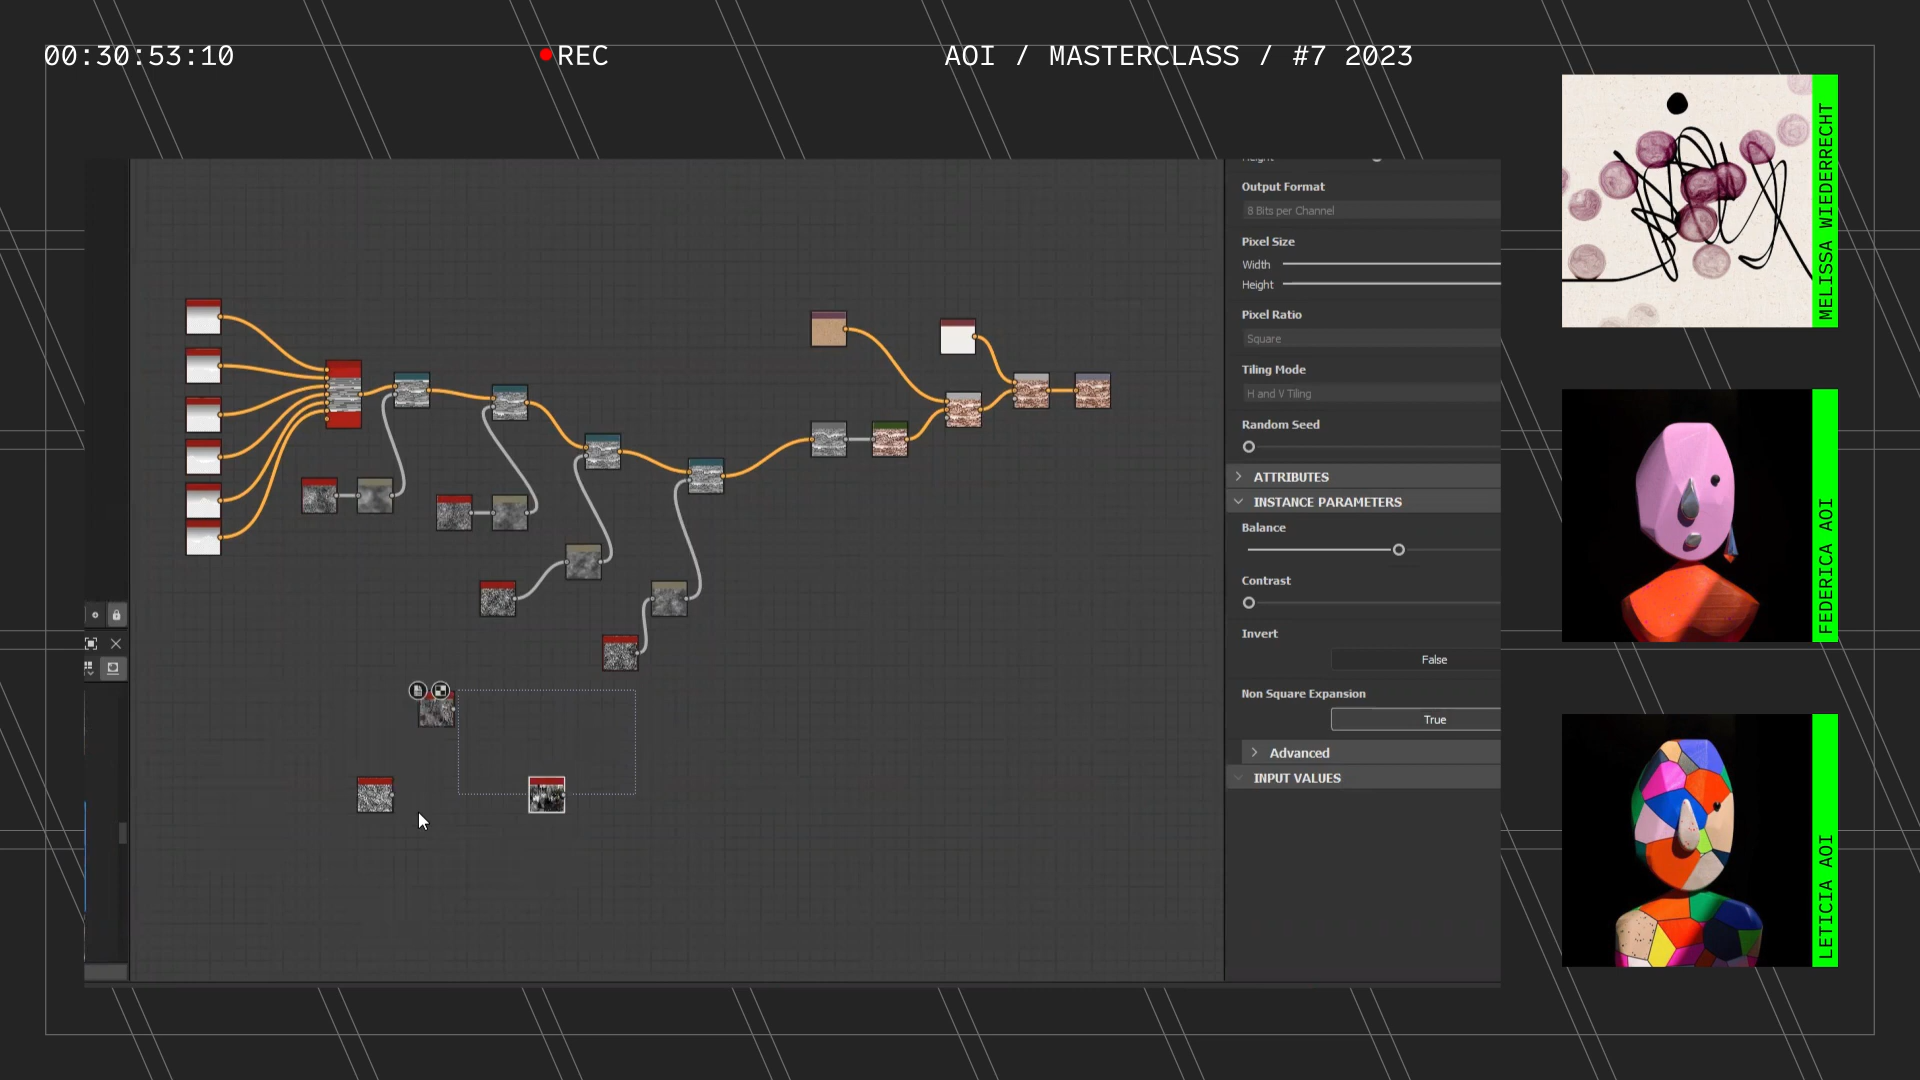 00:30:53:10
REC
AOI / MASTERCLASS / #7 2023
Output Format
8 Bits per Channel
Pixel Size
Width
Height
Pixel Ratio
Square
Tiling Mode
H and V Tiling
Random Seed
ATTRIBUTES
INSTANCE PARAMETERS
Balance
Contrast
Invert
False
Non Square Expansion
True
Advanced
INPUT VALUES
MELISSA WIEDERRECHT
FEDERICA AOI
LETICIA AOI